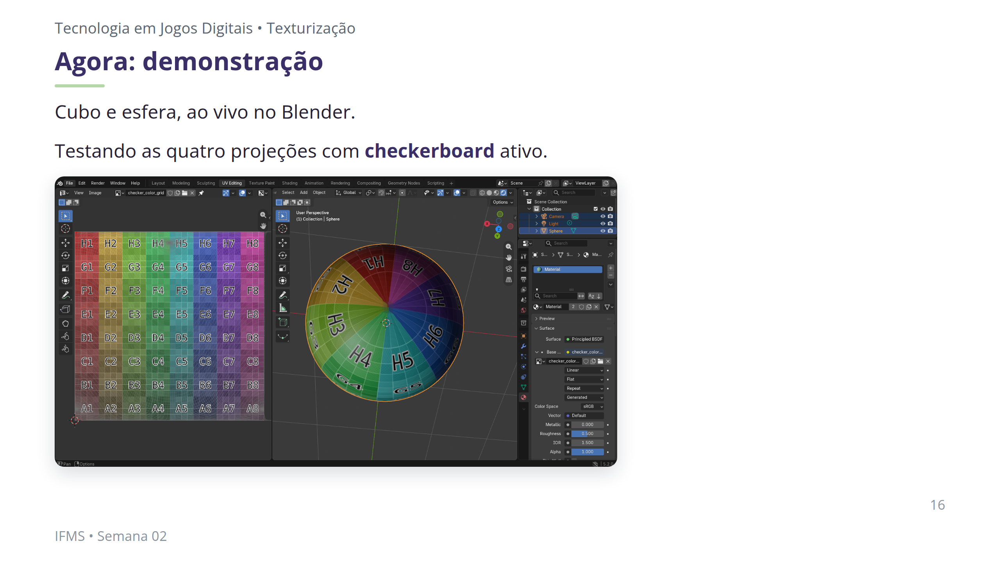 Tecnologia em Jogos Digitais • Texturização
Agora: demonstração
Cubo e esfera, ao vivo no Blender.
Testando as quatro projeções com checkerboard ativo.
File Edit Render Window Help Layout Modeling Sculpting UV Editing Texture Paint Shading Animation Rendering Compositing Geometry Nodes Scripting + Scene ViewLayer
View Image checker_color_grid Select Add Object Global Search
Options
Scene Collection
Collection
Camera
Light
Sphere
User Perspective
(1) Collection | Sphere
Search
S... S... Ma...
Material
Search
Material 2
Preview
Surface
Surface Principled BSDF
Base ... checker_color...
checker_color...
Linear
Flat
Repeat
Generated
Color Space sRGB
Vector Default
Metallic 0.000
Roughness 0.500
IOR 1.500
Alpha 1.000
H1 H2 H3 H4 H5 H6 H7 H8
G1 G2 G3 G4 G5 G6 G7 G8
F1 F2 F3 F4 F5 F6 F7 F8
E1 E2 E3 E4 E5 E6 E7 E8
D1 D2 D3 D4 D5 D6 D7 D8
C1 C2 C3 C4 C5 C6 C7 C8
B1 B2 B3 B4 B5 B6 B7 B8
A1 A2 A3 A4 A5 A6 A7 A8
H1 H8
H2 H7
H3 H6
H4 H5
G3 G6
G4 G5
X
Z
Y
Pan Options 5.2.0
16
IFMS • Semana 02